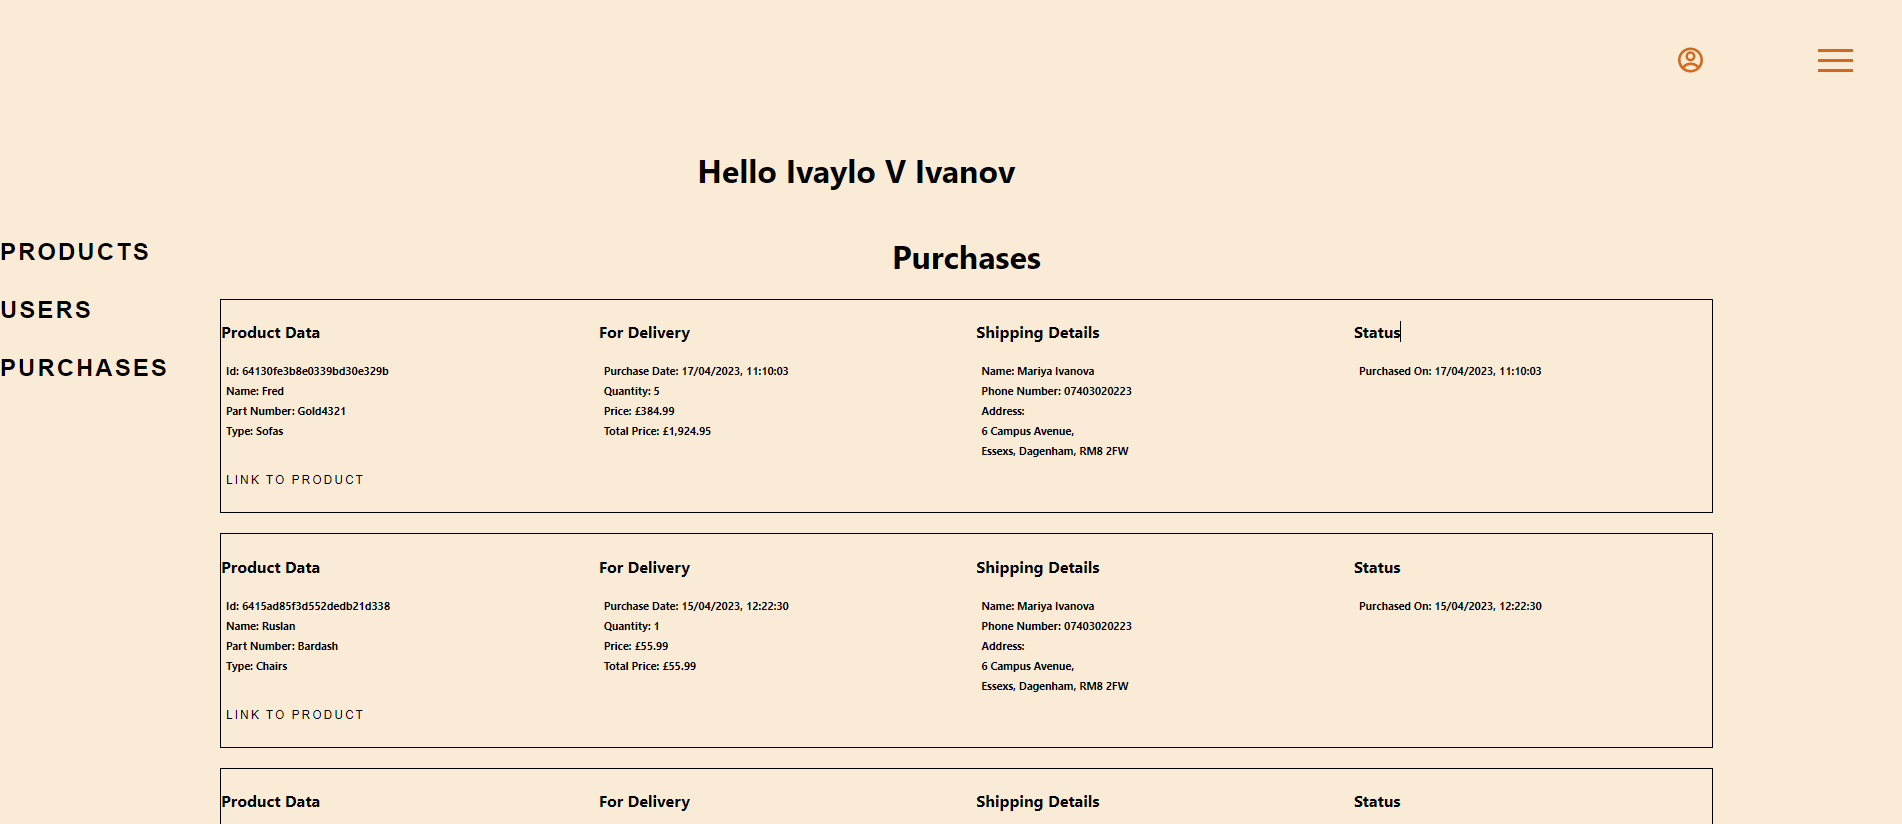 Hello Ivaylo V Ivanov
PRODUCTS
USERS
PURCHASES
Purchases
Product Data
Id: 64130fe3b8e0339bd30e329b
Name: Fred
Part Number: Gold4321
Type: Sofas
LINK TO PRODUCT
For Delivery
Purchase Date: 17/04/2023, 11:10:03
Quantity: 5
Price: £384.99
Total Price: £1,924.95
Shipping Details
Name: Mariya Ivanova
Phone Number: 07403020223
Address:
6 Campus Avenue,
Essexs, Dagenham, RM8 2FW
Status
Purchased On: 17/04/2023, 11:10:03
Product Data
Id: 6415ad85f3d552dedb21d338
Name: Ruslan
Part Number: Bardash
Type: Chairs
LINK TO PRODUCT
For Delivery
Purchase Date: 15/04/2023, 12:22:30
Quantity: 1
Price: £55.99
Total Price: £55.99
Shipping Details
Name: Mariya Ivanova
Phone Number: 07403020223
Address:
6 Campus Avenue,
Essexs, Dagenham, RM8 2FW
Status
Purchased On: 15/04/2023, 12:22:30
Product Data
For Delivery
Shipping Details
Status